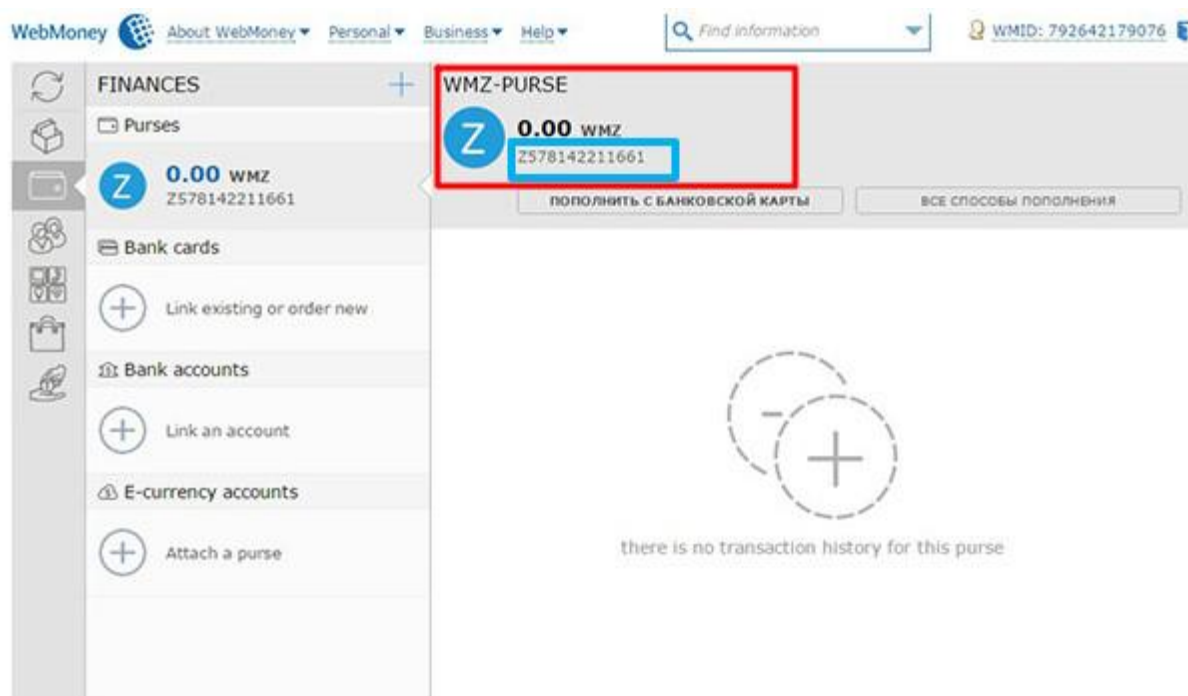 WebMoney About WebMoney Personal Business Help Find information WMID: 792642179076
FINANCES
Purses
Z
0.00 WMZ
Z578142211661
Bank cards
Link existing or order new
Bank accounts
Link an account
E-currency accounts
Attach a purse
WMZ-PURSE
Z
0.00 WMZ
Z578142211661
ПОПОЛНИТЬ С БАНКОВСКОЙ КАРТЫ ВСЕ СПОСОБЫ ПОПОЛНЕНИЯ
there is no transaction history for this purse